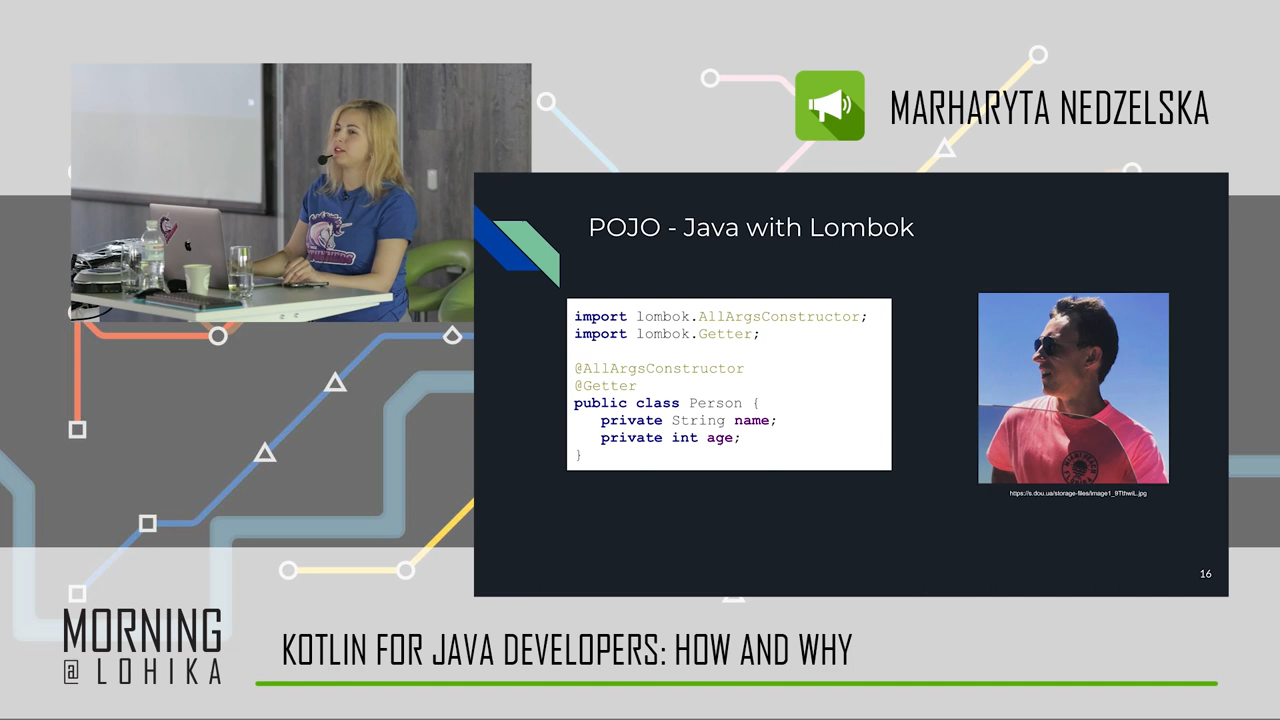 MARHARYTA NEDZELSKA
POJO - Java with Lombok
import lombok.AllArgsConstructor;
import lombok.Getter;
@AllArgsConstructor
@Getter
public class Person {
private String name;
private int age;
}
16
MORNING
@ LOHIKA
KOTLIN FOR JAVA DEVELOPERS: HOW AND WHY